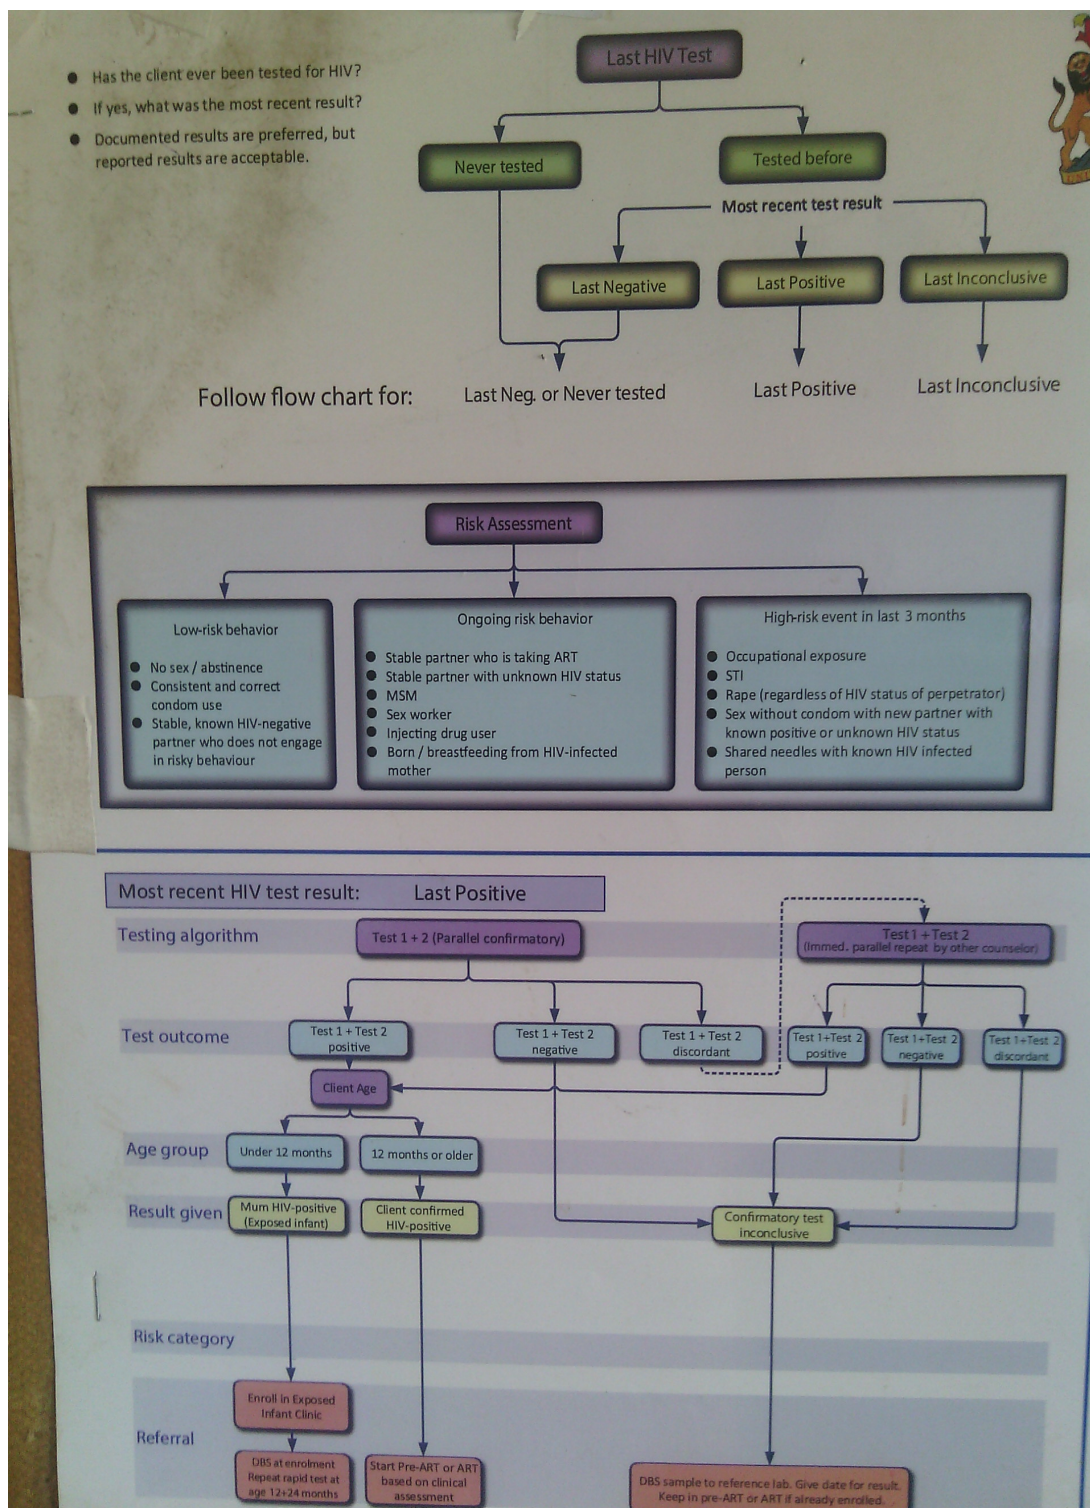 Last HIV Test
● Has the client ever been tested for HIV?
● If yes, what was the most recent result?
● Documented results are preferred, but
reported results are acceptable.
Never tested
Tested before
Most recent test result
Last Negative
Last Positive
Last Inconclusive
Follow flow chart for:
Last Neg. or Never tested
Last Positive
Last Inconclusive
Risk Assessment
Low-risk behavior
● No sex / abstinence
● Consistent and correct
condom use
● Stable, known HIV-negative
partner who does not engage
in risky behaviour
Ongoing risk behavior
● Stable partner who is taking ART
● Stable partner with unknown HIV status
● MSM
● Sex worker
● Injecting drug user
● Born / breastfeeding from HIV-infected
mother
High-risk event in last 3 months
● Occupational exposure
● STI
● Rape (regardless of HIV status of perpetrator)
● Sex without condom with new partner with
known positive or unknown HIV status
● Shared needles with known HIV infected
person
Most recent HIV test result: Last Positive
Testing algorithm
Test 1 + 2 (Parallel confirmatory)
Test 1 + Test 2
(Immed. parallel repeat by other counselor)
Test outcome
Test 1 + Test 2
positive
Test 1 + Test 2
negative
Test 1 + Test 2
discordant
Test 1+Test 2
positive
Test 1+Test 2
negative
Test 1+Test 2
discordant
Client Age
Age group
Under 12 months
12 months or older
Result given
Mum HIV-positive
(Exposed infant)
Client confirmed
HIV-positive
Confirmatory test
inconclusive
Risk category
Referral
Enroll in Exposed
Infant Clinic
DBS at enrolment
Repeat rapid test at
age 12+24 months
Start Pre-ART or ART
based on clinical
assessment
DBS sample to reference lab. Give date for result.
Keep in pre-ART or ART if already enrolled.